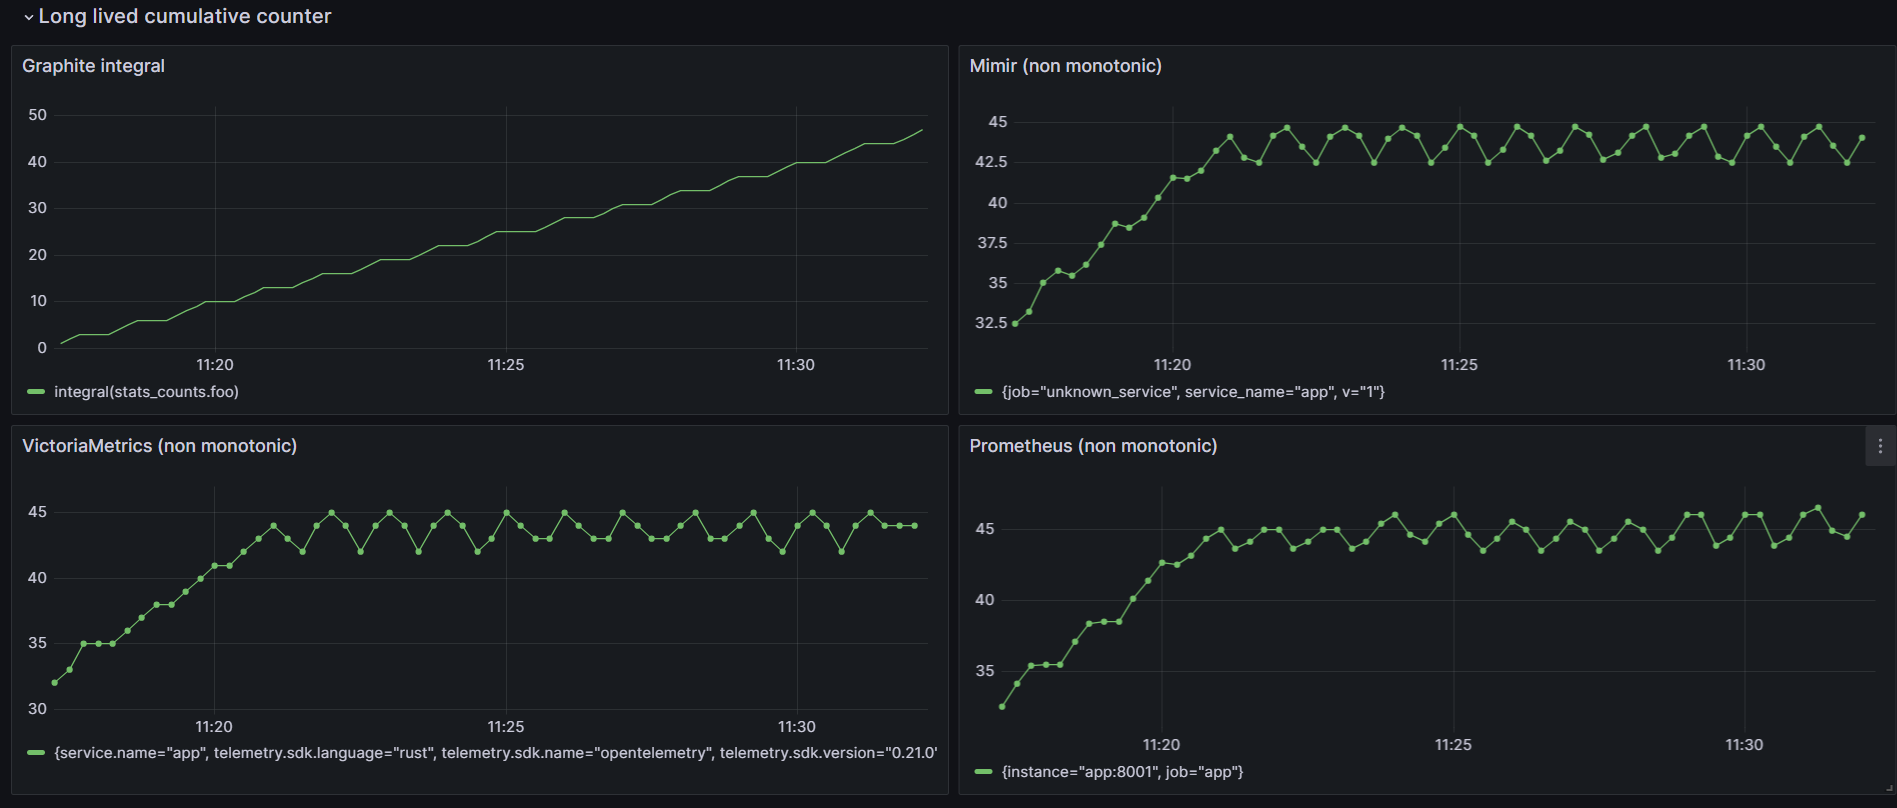 Long lived cumulative counter
Graphite integral
50
40
30
20
10
0
11:20 11:25 11:30
integral(stats_counts.foo)
Mimir (non monotonic)
45
42.5
40
37.5
35
32.5
11:20 11:25 11:30
{job="unknown_service", service_name="app", v="1"}
VictoriaMetrics (non monotonic)
45
40
35
30
11:20 11:25 11:30
{service.name="app", telemetry.sdk.language="rust", telemetry.sdk.name="opentelemetry", telemetry.sdk.version="0.21.0"
Prometheus (non monotonic)
45
40
35
11:20 11:25 11:30
{instance="app:8001", job="app"}